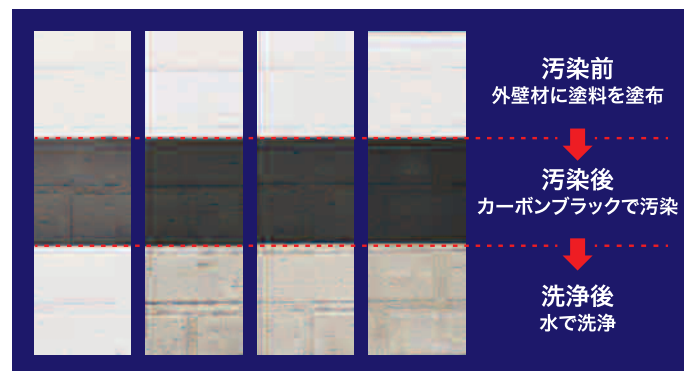 汚染前
外壁材に塗料を塗布
汚染後
カーボンブラックで汚染
洗浄後
水で洗浄